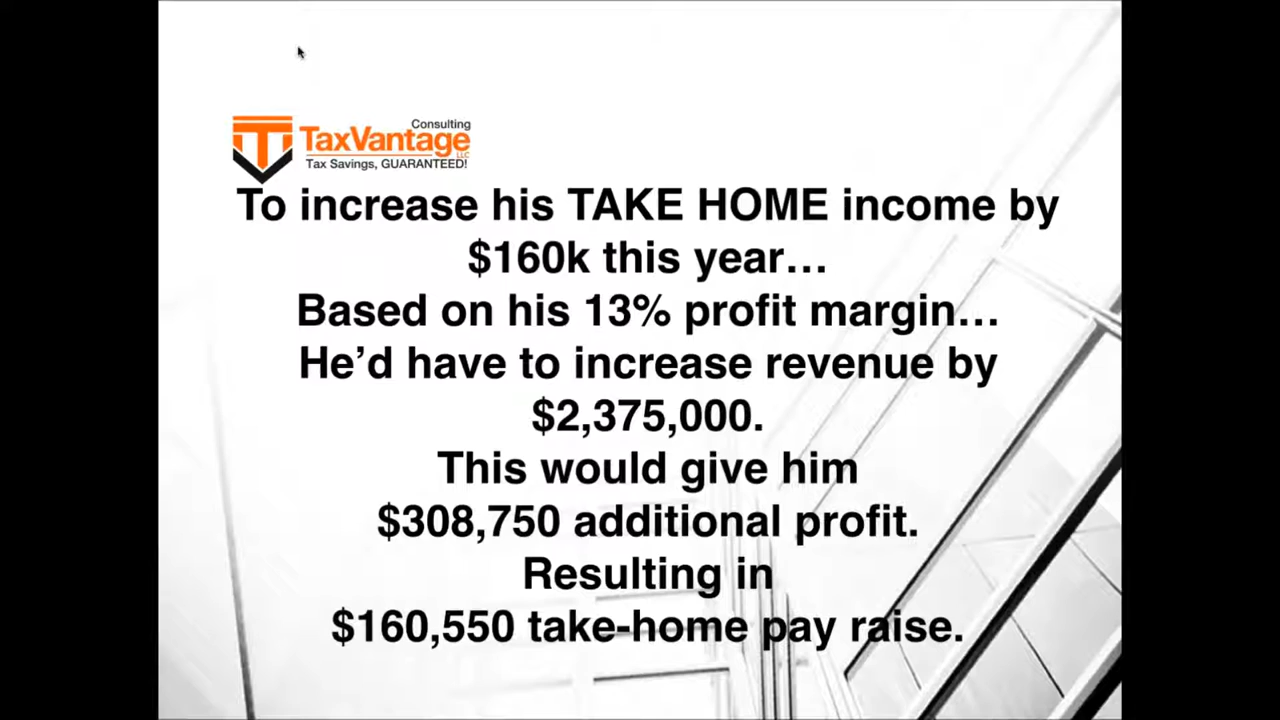 Consulting
TaxVantage
LLC
Tax Savings, GUARANTEED!
To increase his TAKE HOME income by
$160k this year…
Based on his 13% profit margin…
He’d have to increase revenue by
$2,375,000.
This would give him
$308,750 additional profit.
Resulting in
$160,550 take-home pay raise.